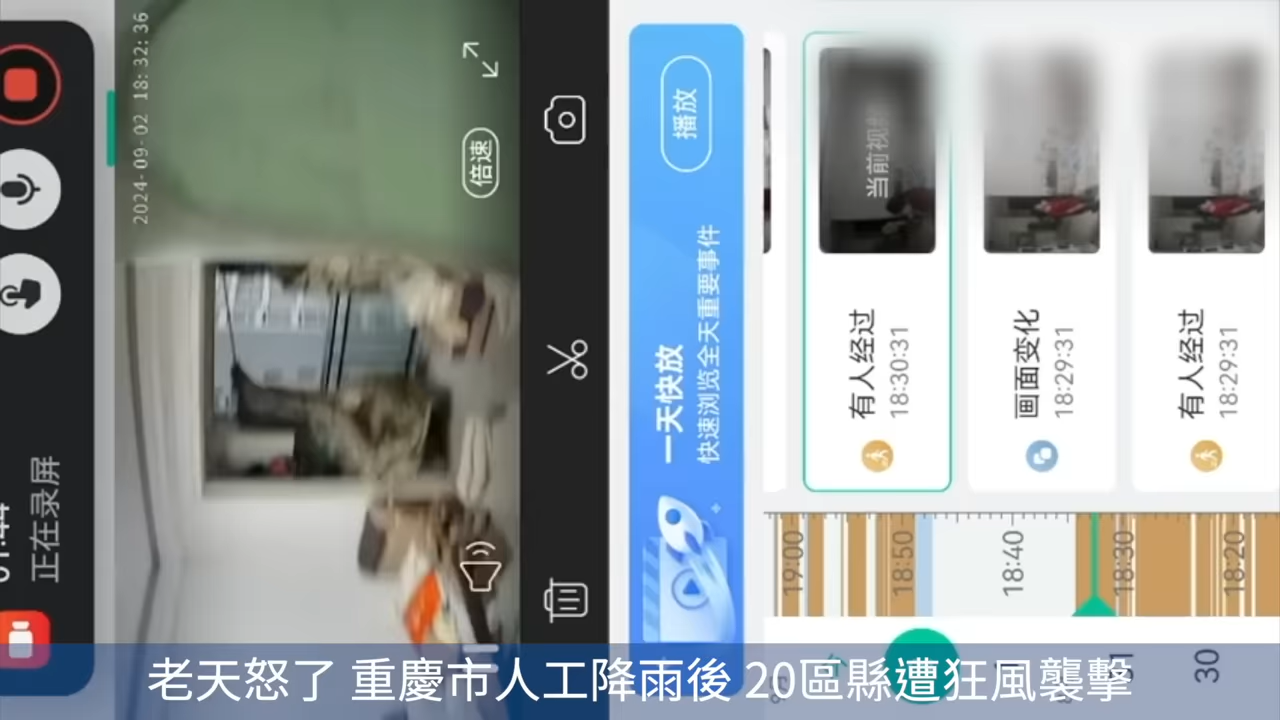 正在录屏
2024-09-02 18:32:36
倍速
一天快放
快速浏览全天重要事件
播放
当前视频
有人经过
18:30:31
画面变化
18:29:31
有人经过
18:29:31
19:00
18:50
18:40
18:30
18:20
30
老天怒了 重慶市人工降雨後 20區縣遭狂風襲擊